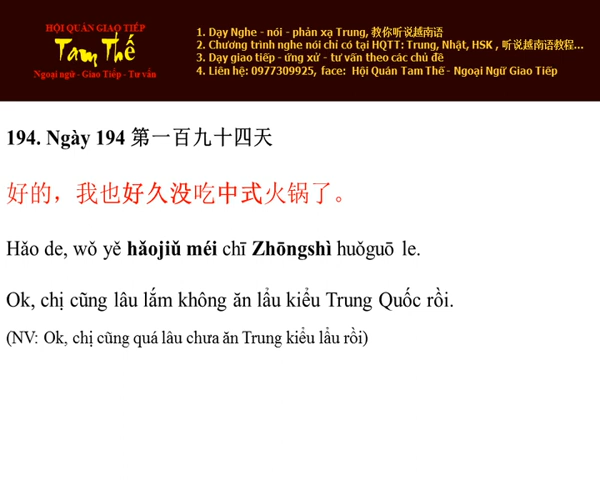 HỘI QUÁN GIAO TIẾP
Tam Thế
Ngoại ngữ - Giao Tiếp - Tư vấn
1. Dạy Nghe - nói - phản xạ Trung, 教你听说越南语
2. Chương trình nghe nói chỉ có tại HQTT: Trung, Nhật, HSK , 听说越南语教程...
3. Dạy giao tiếp - ứng xử - tư vấn theo các chủ đề
4. Liên hệ: 0977309925, face: Hội Quán Tam Thế - Ngoại Ngữ Giao Tiếp
194. Ngày 194 第一百九十四天
好的，我也好久没吃中式火锅了。
Hǎo de, wǒ yě hǎojiǔ méi chī Zhōngshì huǒguō le.
Ok, chị cũng lâu lắm không ăn lẩu kiểu Trung Quốc rồi.
(NV: Ok, chị cũng quá lâu chưa ăn Trung kiểu lẩu rồi)